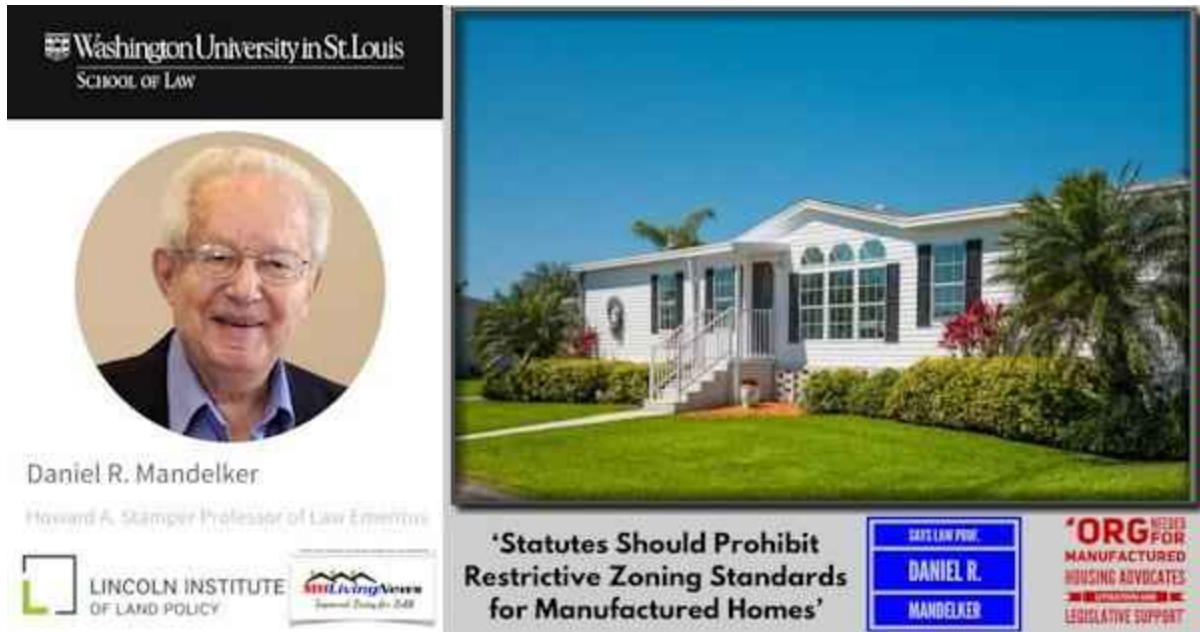 Washington University in St. Louis
SCHOOL OF LAW
Daniel R. Mandelker
Howard A. Stamper Professor of Law Emeritus
LINCOLN INSTITUTE
OF LAND POLICY
MHLivingNews
‘Statutes Should Prohibit
Restrictive Zoning Standards
for Manufactured Homes’
SAYS LAW PROF.
DANIEL R.
MANDELKER
‘ORG NEEDED FOR
MANUFACTURED
HOUSING ADVOCATES
LEGISLATIVE SUPPORT’